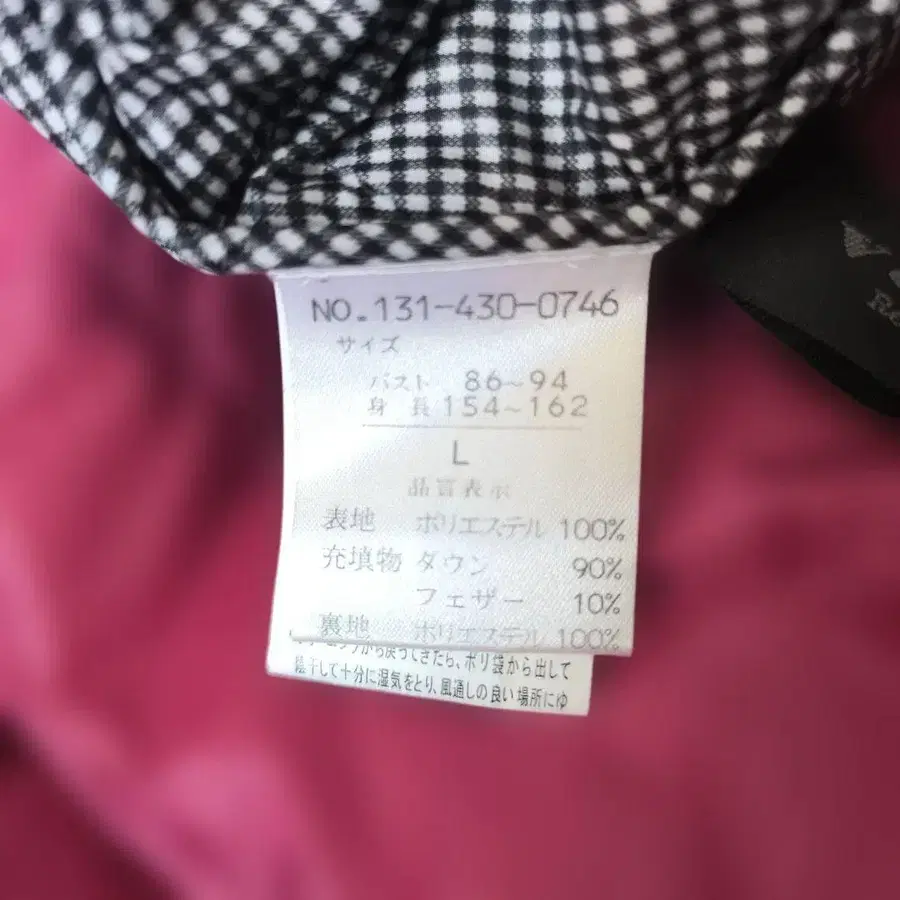 NO.131-430-0746
サイズ
バスト 86~94
身長 154~162
L
品質表示
表地 ポリエステル 100%
充填物 ダウン 90%
フェザー 10%
裏地 ポリエステル 100%
から戻ってきたら、ポリ袋から出して
陰干して十分に湿気をとり、風通しの良い場所にゆ